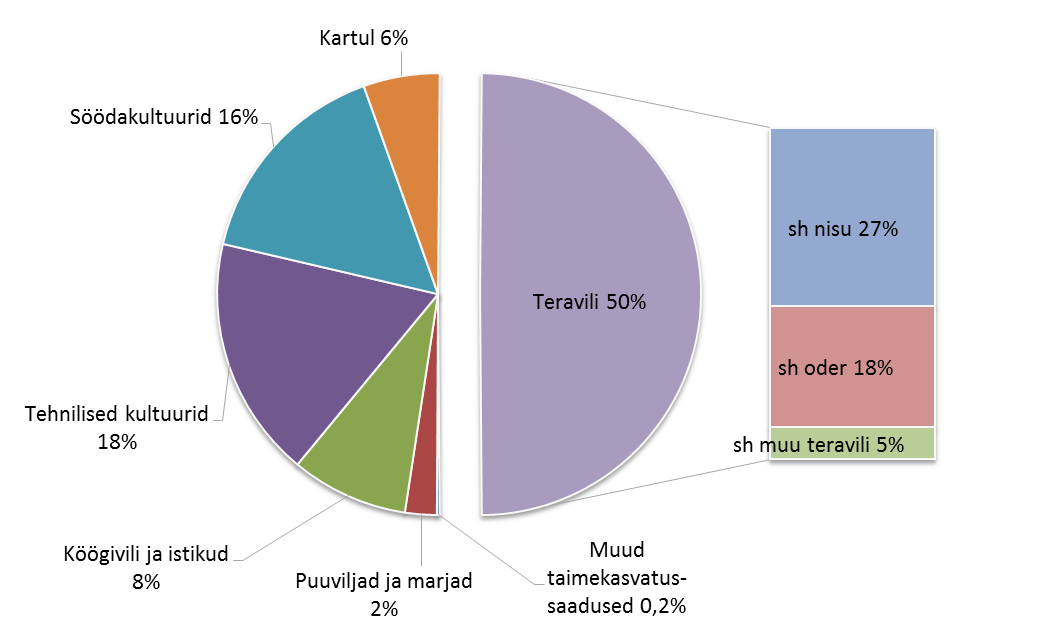 Kartul 6%
Söödakultuurid 16%
sh nisu 27%
Teravili 50%
sh oder 18%
Tehnilised kultuurid
18%
sh muu teravili 5%
Köögivili ja istikud
8%
Puuviljad ja marjad
2%
Muud
taimekasvatus-
saadused 0,2%